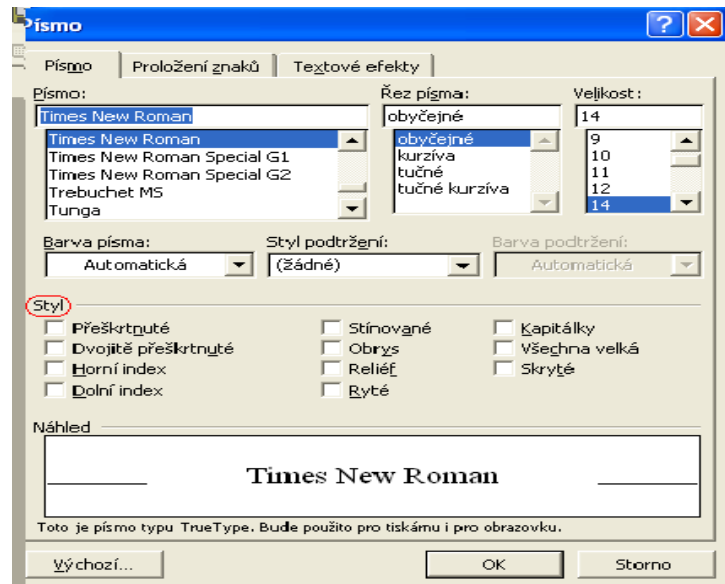 Písmo
Písmo Proložení znaků Textové efekty
Písmo: Řez písma: Velikost:
Times New Roman obyčejné 14
Times New Roman obyčejné 9
Times New Roman Special G1 kurzíva 10
Times New Roman Special G2 tučné 11
Trebuchet MS tučné kurzíva 12
Tunga 14
Barva písma: Styl podtržení: Barva podtržení:
Automatická (žádné) Automatická
Styl
Přeškrtnuté Stínované Kapitálky
Dvojitě přeškrtnuté Obrys Všechna velká
Horní index Reliéf Skryté
Dolní index Ryté
Náhled
Times New Roman
Toto je písmo typu TrueType. Bude použito pro tiskárnu i pro obrazovku.
Výchozí... OK Storno